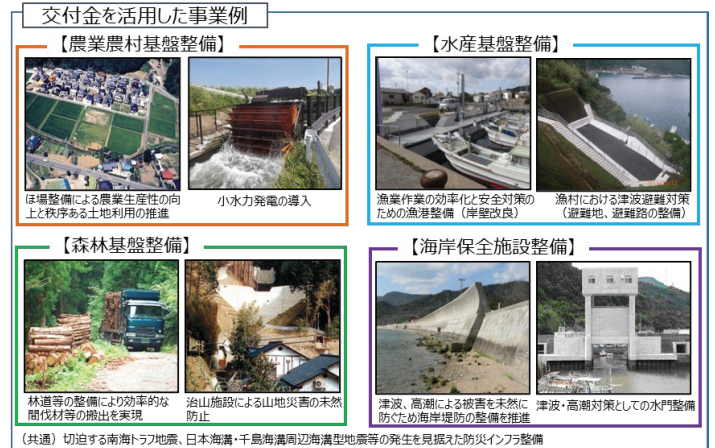 交付金を活用した事業例
【農業農村基盤整備】
ほ場整備による農業生産性の向
上と秩序ある土地利用の推進
小水力発電の導入
【水産基盤整備】
漁業作業の効率化と安全対策の
ための漁港整備（岸壁改良）
漁村における津波避難対策
（避難地、避難路の整備）
【森林基盤整備】
林道等の整備により効率的な
間伐材等の搬出を実現
治山施設による山地災害の未然
防止
【海岸保全施設整備】
津波、高潮による被害を未然に
防ぐため海岸堤防の整備を推進
津波・高潮対策としての水門整備
（共通）切迫する南海トラフ地震、日本海溝・千島海溝周辺海溝型地震等の発生を見据えた防災インフラ整備